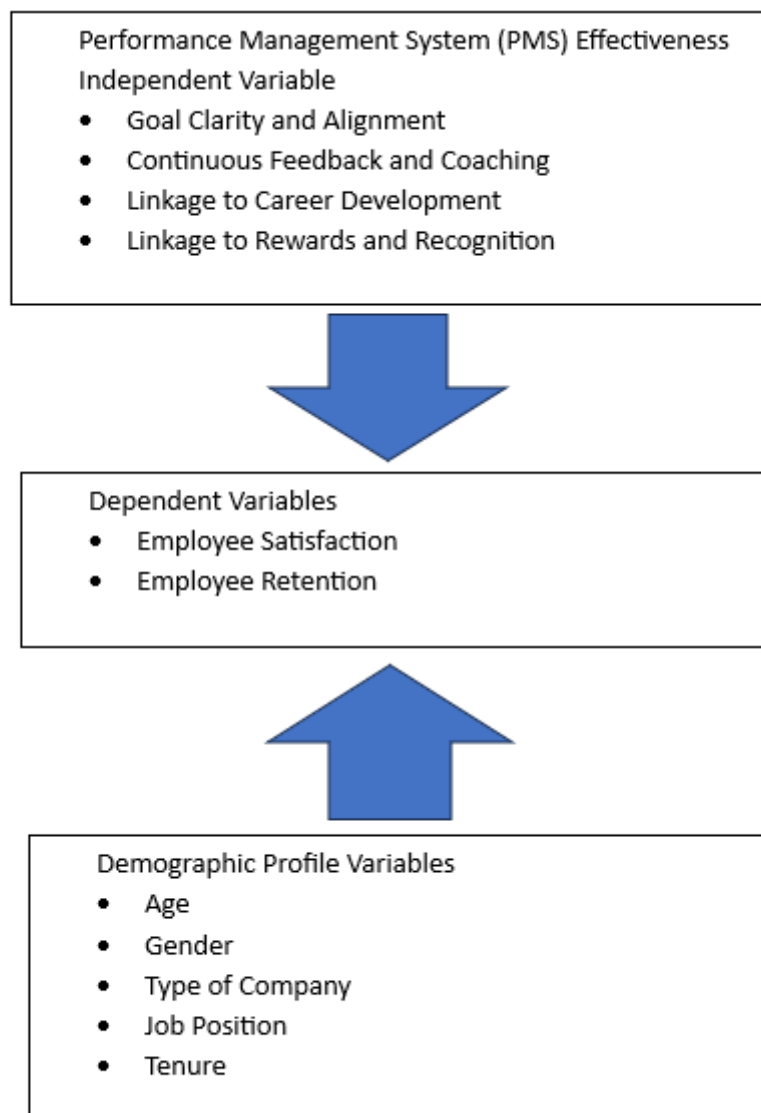 Performance Management System (PMS) Effectiveness
Independent Variable
• Goal Clarity and Alignment
• Continuous Feedback and Coaching
• Linkage to Career Development
• Linkage to Rewards and Recognition
Dependent Variables
• Employee Satisfaction
• Employee Retention
Demographic Profile Variables
• Age
• Gender
• Type of Company
• Job Position
• Tenure